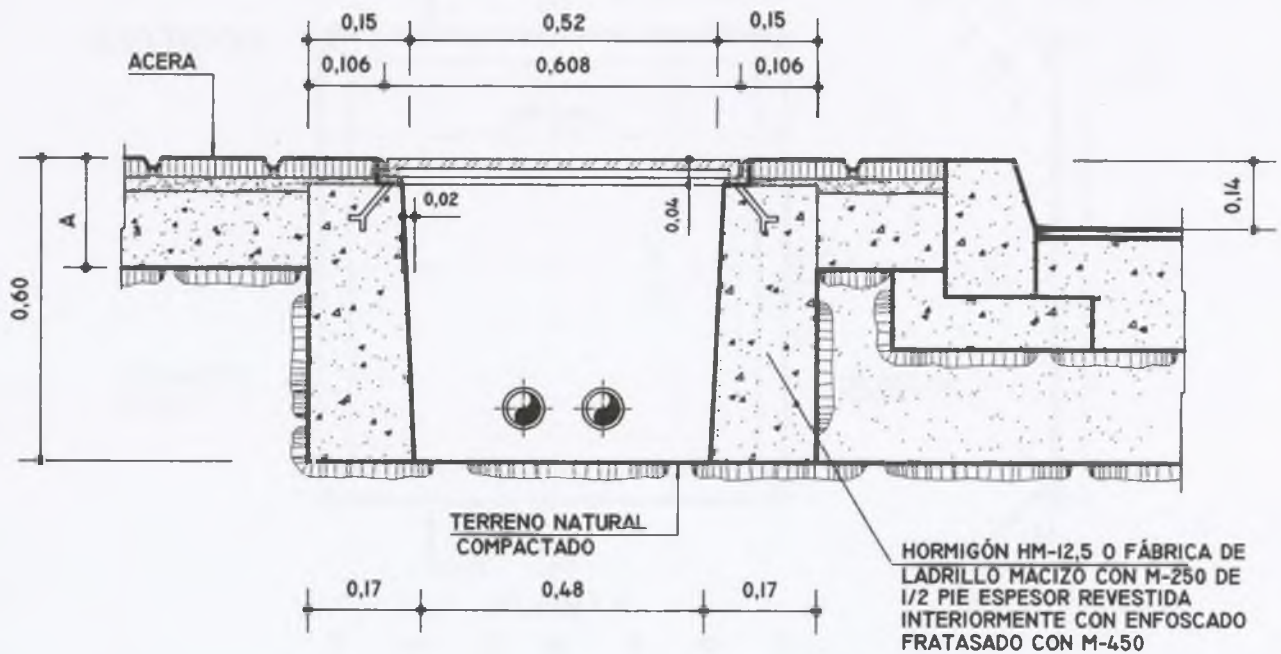 0,15 0,52 0,15
ACERA
0,106 0,608 0,106
A
0,60
0,02
0,04
0,14
TERRENO NATURAL
COMPACTADO
HORMIGÓN HM-12,5 O FÁBRICA DE
LADRILLO MACIZO CON M-250 DE
1/2 PIE ESPESOR REVESTIDA
INTERIORMENTE CON ENFOSCADO
FRATASADO CON M-450
0,17 0,48 0,17